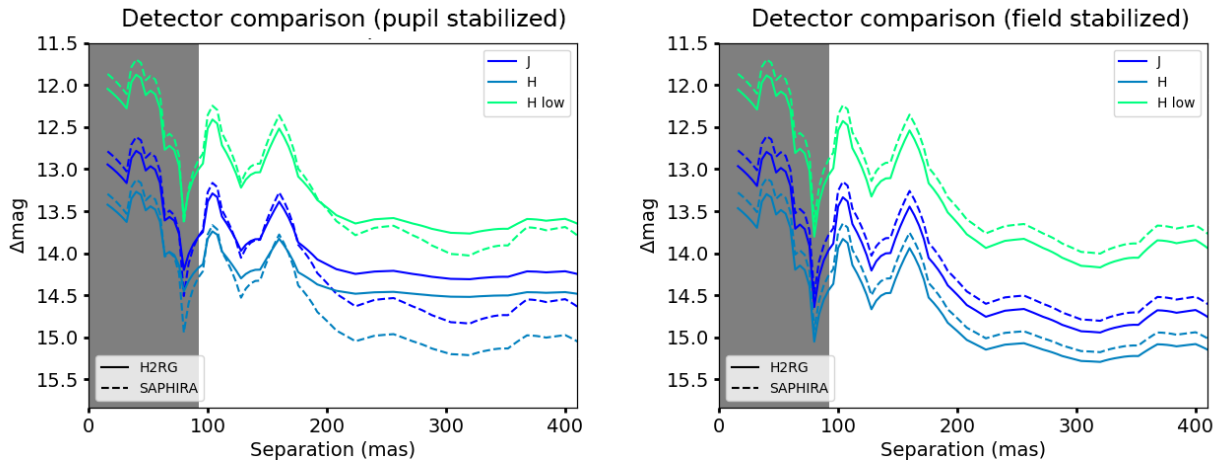 Detector comparison (pupil stabilized)
11.5
12.0
12.5
13.0
13.5
14.0
14.5
15.0
15.5
Δmag
J
H
H low
H2RG
SAPHIRA
0 100 200 300 400
Separation (mas)
Detector comparison (field stabilized)
11.5
12.0
12.5
13.0
13.5
14.0
14.5
15.0
15.5
Δmag
J
H
H low
H2RG
SAPHIRA
0 100 200 300 400
Separation (mas)